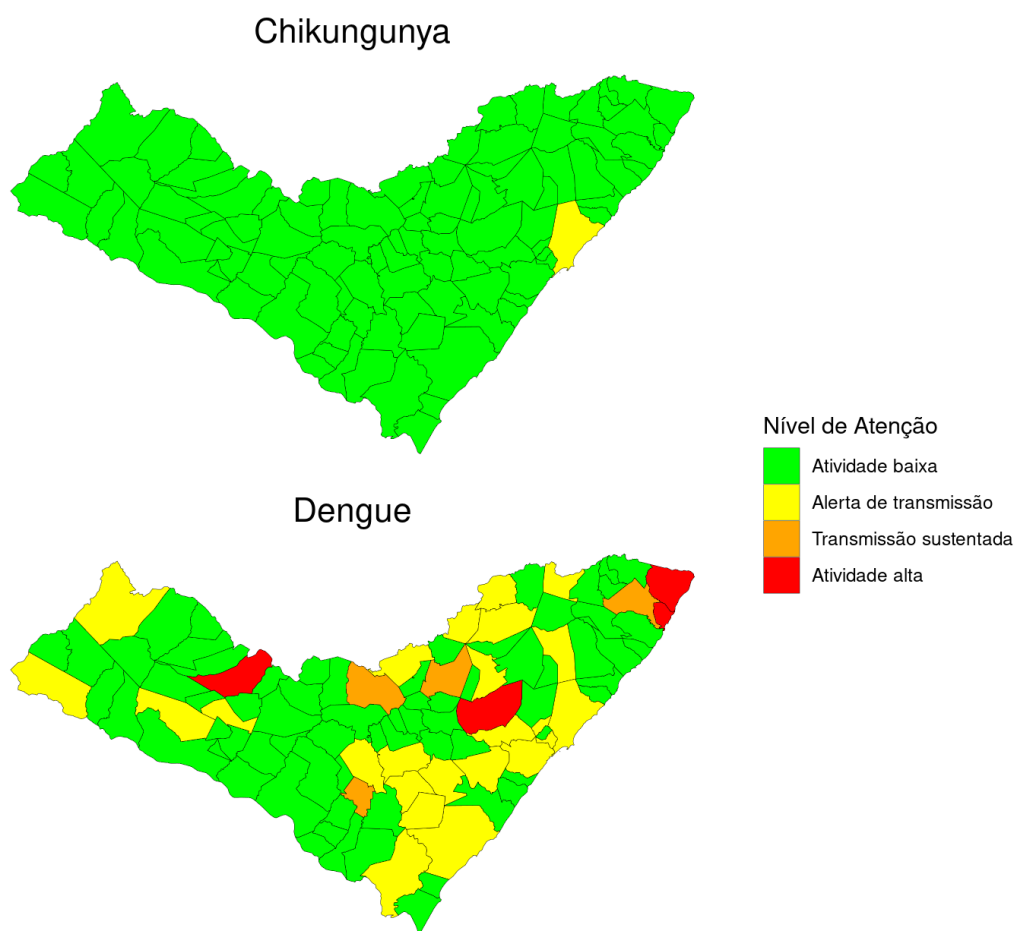 Chikungunya
Dengue
Nível de Atenção
Atividade baixa
Alerta de transmissão
Transmissão sustentada
Atividade alta